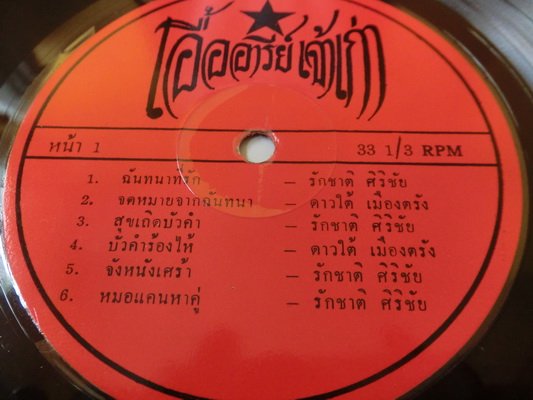 เอื้ออารีย์เจ้าเก่า
หน้า 1 33 1/3 RPM
1. ฉันทนาที่รัก — รักชาติ ศิริชัย
2. จดหมายจากฉันทนา — ดาวใต้ เมืองตรัง
3. สุขเถิดบัวคำ — รักชาติ ศิริชัย
4. บัวคำร้องไห้ — ดาวใต้ เมืองตรัง
5. จังหนังเศร้า — รักชาติ ศิริชัย
6. หมอแคนหาคู่ — รักชาติ ศิริชัย